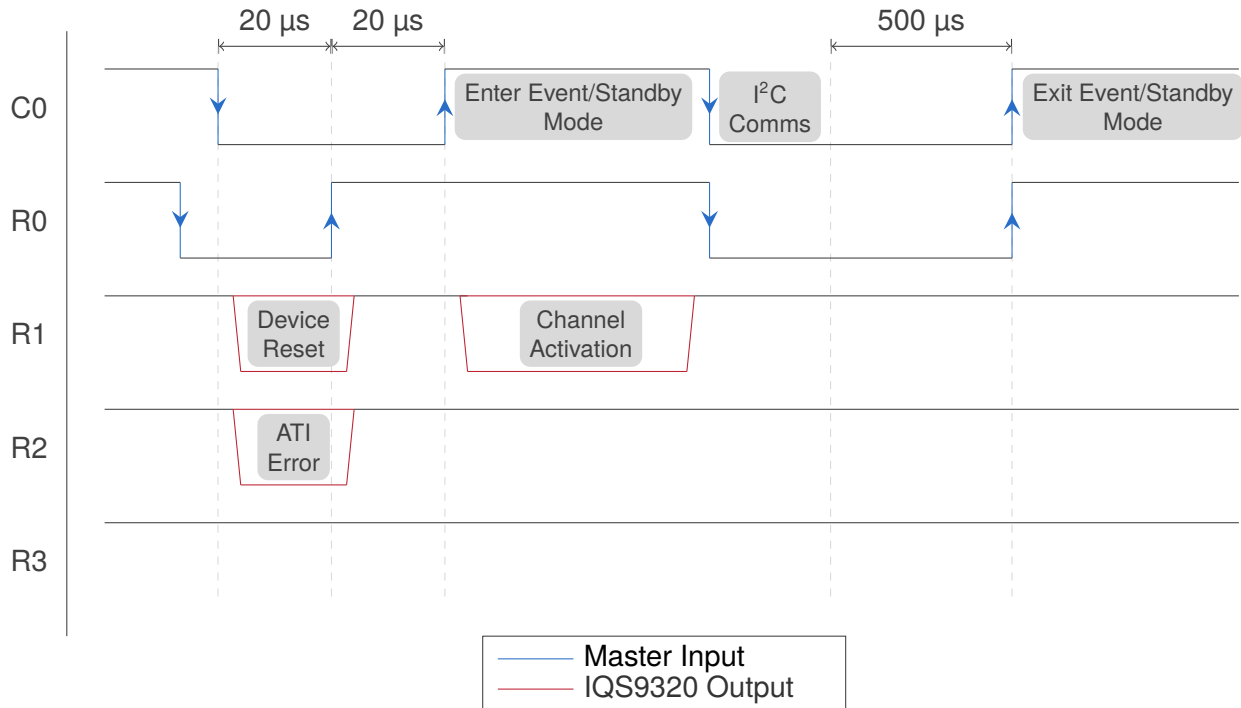 20 µs
20 µs
500 µs
C0
Enter Event/Standby
Mode
I²C
Comms
Exit Event/Standby
Mode
R0
R1
Device
Reset
Channel
Activation
R2
ATI
Error
R3
Master Input
IQS9320 Output